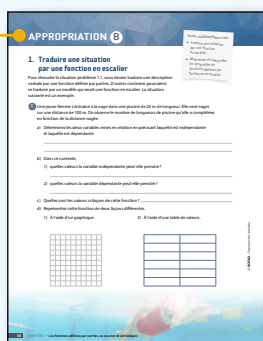 APPROPRIATION B
1. Traduire une situation
par une fonction en escalier
Pour résoudre la situation-problème 1.1, vous devrez traduire une description
verbale par une fonction définie par parties. D'autres contextes pourraient
se traduire par un modèle qui serait une fonction en escalier. La situation
suivante est un exemple.
1 Une jeune femme s'entraîne à la nage dans une piscine de 25 m de longueur. Elle veut nager
sur une distance de 100 m. On observe le nombre de longueurs de piscine qu'elle a complétées
en fonction de la distance nagée.
a) Déterminez les deux variables mises en relation en précisant laquelle est indépendante
et laquelle est dépendante.
b) Dans ce contexte,
1) quelles valeurs la variable indépendante peut-elle prendre?
2) quelles valeurs la variable dépendante peut-elle prendre?
c) Quelles sont les valeurs critiques de cette fonction?
d) Représentez cette fonction de deux façons différentes.
1) À l'aide d'un graphique.
2) À l'aide d'une table de valeurs.